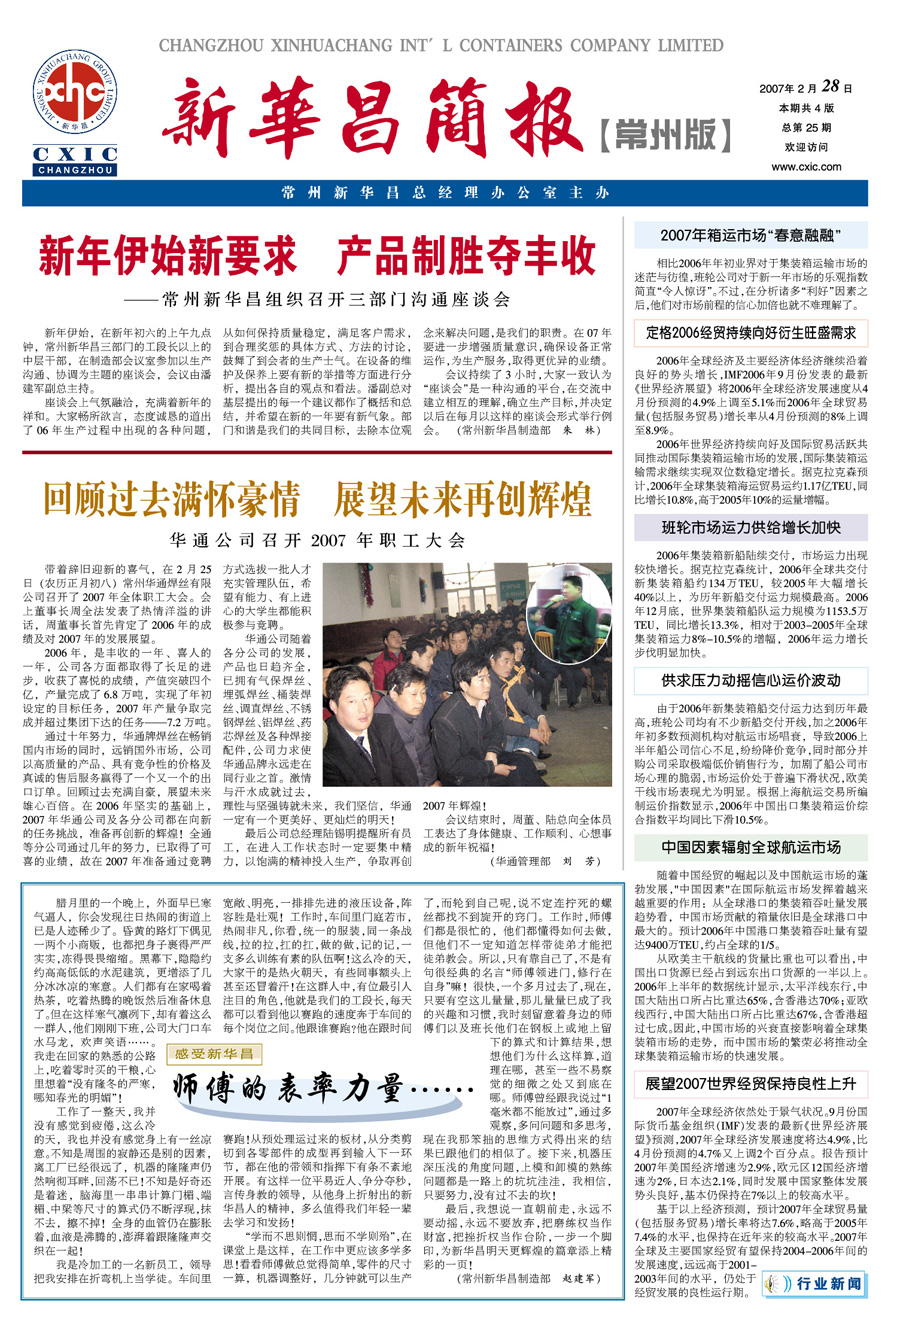 CHANGZHOU XINHUACHANG INT' L CONTAINERS COMPANY LIMITED
JIANGSU XINHUACHANG GROUP LIMITED
xhc
·新华昌·
CXIC
CHANGZHOU
新華昌簡报
【常州版】
2007年 2 月 28 日
本期共 4 版
总第 25 期
欢迎访问
www.cxic.com
常州新华昌总经理办公室主办
新年伊始新要求　产品制胜夺丰收
——常州新华昌组织召开三部门沟通座谈会
新年伊始，在新年初六的上午九点
钟，常州新华昌三部门的工段长以上的
中层干部，在制造部会议室参加以生产
沟通、协调为主题的座谈会，会议由潘
建军副总主持。
座谈会上气氛融洽，充满着新年的
祥和。大家畅所欲言，态度诚恳的道出
了 06 年生产过程中出现的各种问题，
从如何保持质量稳定，满足客户需求，
到合理奖惩的具体方式、方法的讨论，
鼓舞了到会者的生产士气。在设备的维
护及保养上要有新的举措等方面进行分
析，提出各自的观点和看法。潘副总对
基层提出的每一个建议都作了概括和总
结，并希望在新的一年要有新气象。部
门和谐是我们的共同目标，去除本位观
念来解决问题,是我们的职责。在 07 年
要进一步增强质量意识,确保设备正常
运作,为生产服务,取得更优异的业绩。
会议持续了 3 小时,大家一致认为
“座谈会”是一种沟通的平台,在交流中
建立相互的理解,确立生产目标,并决定
以后在每月以这样的座谈会形式举行例
会。　(常州新华昌制造部　朱　林)
回顾过去满怀豪情　展望未来再创辉煌
华通公司召开 2007 年职工大会
带着辞旧迎新的喜气，在 2 月 25
日（农历正月初八）常州华通焊丝有限
公司召开了 2007 年全体职工大会。会
上董事长周全法发表了热情洋溢的讲
话，周董事长首先肯定了 2006 年的成
绩及对 2007 年的发展展望。
2006 年，是丰收的一年、喜人的
一年，公司各方面都取得了长足的进
步，收获了喜悦的成绩，产值突破四个
亿，产量完成了 6.8 万吨，实现了年初
设定的目标任务，2007 年产量争取完
成并超过集团下达的任务——7.2 万吨。
通过十年努力，华通牌焊丝在畅销
国内市场的同时，远销国外市场，公司
以高质量的产品、具有竞争性的价格及
真诚的售后服务赢得了一个又一个的出
口订单。回顾过去充满自豪，展望未来
雄心百倍。在 2006 年坚实的基础上，
2007 年华通公司及各分公司都在向新
的任务挑战，准备再创新的辉煌！全通
等分公司通过几年的努力，已取得了可
喜的业绩，故在 2007 年准备通过竞聘
方式选拔一批人才
充实管理队伍，希
望有能力、有上进
心的大学生都能积
极参与竞聘。
华通公司随着
各分公司的发展，
产品也日趋齐全，
已拥有气保焊丝、
埋弧焊丝、桶装焊
丝、调直焊丝、不锈
钢焊丝、铝焊丝、药
芯焊丝及各种焊接
配件,公司力求使
华通品牌永远走在
同行业之首。激情
与汗水成就过去，
理性与坚强铸就未来，我们坚信，华通
一定有一个更美好、更灿烂的明天！
最后公司总经理陆锡明提醒所有员
工，在进入工作状态时一定要集中精
力，以饱满的精神投入生产，争取再创
2007 年辉煌！
会议结束时，周董、陆总向全体员
工表达了身体健康、工作顺利、心想事
成的新年祝福！
(华通管理部　刘　芳)
腊月里的一个晚上，外面早已寒
气逼人，你会发现往日热闹的街道上
已是人迹稀少了。昏黄的路灯下偶见
一两个小商贩，也都把身子裹得严严
实实,冻得畏畏缩缩。黑幕下,隐隐约
约高高低低的水泥建筑，更增添了几
分冰冰凉的寒意。人们都有在家喝着
热茶，吃着热腾的晚饭然后准备休息
了。但在这样寒气凛冽下,却有着这么
一群人,他们刚刚下班,公司大门口车
水马龙，欢声笑语……。
我走在回家的熟悉的公路
上,吃着零时买的干粮,心
里想着“没有隆冬的严寒，
哪知春光的明媚”！
工作了一整天,我并
没有感觉到疲倦,这么冷
的天，我也并没有感觉身上有一丝凉
意。不知是周围的寂静还是别的因素，
离工厂已经很远了，机器的隆隆声仍
然响彻耳畔,回荡不已！不知是好奇还
是着迷，脑海里一串串计算门楣、端
楣、中梁等尺寸的算式仍不断浮现,抹
不去，擦不掉！全身的血管仍在膨胀
着,血液是沸腾的,澎湃着跟隆隆声交
织在一起！
我是冷加工的一名新员工，领导
把我安排在折弯机上当学徒。车间里
宽敞,明亮,一排排先进的液压设备,阵
容胜是壮观！工作时,车间里门庭若市,
热闹非凡,你看,统一的服装,同一条战
线,拉的拉,扛的扛,做的做,记的记,一
支多么训练有素的队伍啊！这么冷的天，
大家干的是热火朝天，有些同事额头上
甚至还冒着汗！在这群人中,有位最引人
注目的角色,他就是我们的工段长,每天
都可以看到他以赛跑的速度奔于车间的
每个岗位之间。他跟谁赛跑?他在跟时间
感受新华昌
师傅的表率力量……
赛跑！从预处理运过来的板材,从分类剪
切到各零部件的成型再到输入下一环
节，都在他的带领和指挥下有条不紊地
开展。有这样一位平易近人、争分夺秒，
言传身教的领导，从他身上折射出的新
华昌人的精神，多么值得我们年轻一辈
去学习和发扬！
“学而不思则惘,思而不学则殆”,在
课堂上是这样，在工作中更应该多学多
思！看看师傅做总觉得简单,零件的尺寸
一算，机器调整好，几分钟就可以生产
了,而轮到自己呢,说不定连拧死的螺
丝都找不到旋开的窍门。工作时,师傅
们都是很忙的，他们都懂得如何去做，
但他们不一定知道怎样带徒弟才能把
徒弟教会。所以,只有靠自己了,不是有
句很经典的名言“师傅领进门,修行在
自身”嘛！很快,一个多月过去了,现在，
只要有空这儿量量,那儿量量已成了我
的兴趣和习惯,我时刻留意着身边的师
傅们以及班长他们在钢板上或地上留
下的算式和计算结果,想
想他们为什么这样算,道
理在哪，甚至一些不易察
觉的细微之处又到底在
哪。师傅曾经跟我说过“1
毫米都不能放过”,通过多
观察,多问问题和多思考，
现在我那笨拙的思维方式得出来的结
果已跟他们的相似了。接下来,机器压
深压浅的角度问题,上模和卸模的熟练
问题都是一路上的坑坑洼洼，我相信，
只要努力,没有过不去的坎！
最后,我想说一直朝前走,永远不
要动摇,永远不要放弃,把磨练权当作
财富,把挫折权当作台阶,一步一个脚
印,为新华昌明天更辉煌的篇章添上精
彩的一页！
(常州新华昌制造部　赵建军)
2007年箱运市场“春意融融”
相比2006年年初业界对于集装箱运输市场的
迷茫与彷徨,班轮公司对于新一年市场的乐观指数
简直“令人惊讶”。不过,在分析诸多“利好”因素之
后,他们对市场前程的信心加倍也就不难理解了。
定格2006经贸持续向好衍生旺盛需求
2006年全球经济及主要经济体经济继续沿着
良好的势头增长,IMF2006年9月份发表的最新
《世界经济展望》将2006年全球经济发展速度从4
月份预测的4.9%上调至5.1%而2006年全球贸易
量(包括服务贸易)增长率从4月份预测的8%上调
至8.9%。
2006年世界经济持续向好及国际贸易活跃共
同推动国际集装箱运输市场的发展,国际集装箱运
输需求继续实现双位数稳定增长。据克拉克森预
计,2006年全球集装箱海运贸易运约1.17亿TEU,同
比增长10.8%,高于2005年10%的运量增幅。
班轮市场运力供给增长加快
2006年集装箱新船陆续交付，市场运力出现
较快增长。据克拉克森统计，2006年全球共交付
新集装箱船约134万TEU，较2005年大幅增长
40%以上，为历年新船交付运力规模最高。2006
年12月底，世界集装箱船队运力规模为1153.5万
TEU，同比增长13.3%，相对于2003-2005年全球
集装箱运力8%-10.5%的增幅，2006年运力增长
步伐明显加快。
供求压力动摇信心运价波动
由于2006年新集装箱船交付运力达到历年最
高,班轮公司均有不少新船交付开线,加之2006年
年初多数预测机构对航运市场唱衰，导致2006上
半年船公司信心不足,纷纷降价竞争,同时部分并
购公司采取极端低价销售行为，加剧了船公司市
场心理的脆弱,市场运价处于普遍下滑状况,欧美
干线市场表现尤为明显。根据上海航运交易所编
制运价指数显示,2006年中国出口集装箱运价综
合指数平均同比下滑10.5%。
中国因素辐射全球航运市场
随着中国经贸的崛起以及中国航运市场的蓬
勃发展,"中国因素"在国际航运市场发挥着越来
越重要的作用：从全球港口的集装箱吞吐量发展
趋势看，中国市场贡献的箱量依旧是全球港口中
最大的。预计2006年中国港口集装箱吞吐量有望
达9400万TEU,约占全球的1/5。
从欧美主干航线的货量比重也可以看出,中
国出口货源已经占到远东出口货源的一半以上。
2006年上半年的数据统计显示,太平洋线东行,中
国大陆出口所占比重达65%,含香港达70%;亚欧
线西行,中国大陆出口所占比重达67%,含香港超
过七成。因此,中国市场的兴衰直接影响着全球集
装箱市场的走势，而中国市场的繁荣必将推动全
球集装箱运输市场的快速发展。
展望2007世界经贸保持良性上升
2007年全球经济依然处于景气状况。9月份国
际货币基金组织(IMF)发表的最新《世界经济展
望》预测,2007年全球经济发展速度将达4.9%,比
4月份预测的4.7%又上调2个百分点。报告预计
2007年美国经济增速为2.9%,欧元区12国经济增
速为2%,日本达2.1%,同时发展中国家整体发展
势头良好,基本仍保持在7%以上的较高水平。
基于以上经济预测，预计2007年全球贸易量
(包括服务贸易)增长率将达7.6%,略高于2005年
7.4%的水平,也保持在近年来的较高水平。2007年
全球及主要国家经贸有望保持2004-2006年间的
发展速度,远远高于2001-
2003年间的水平，仍处于
经贸发展的良性运行期。
行业新闻